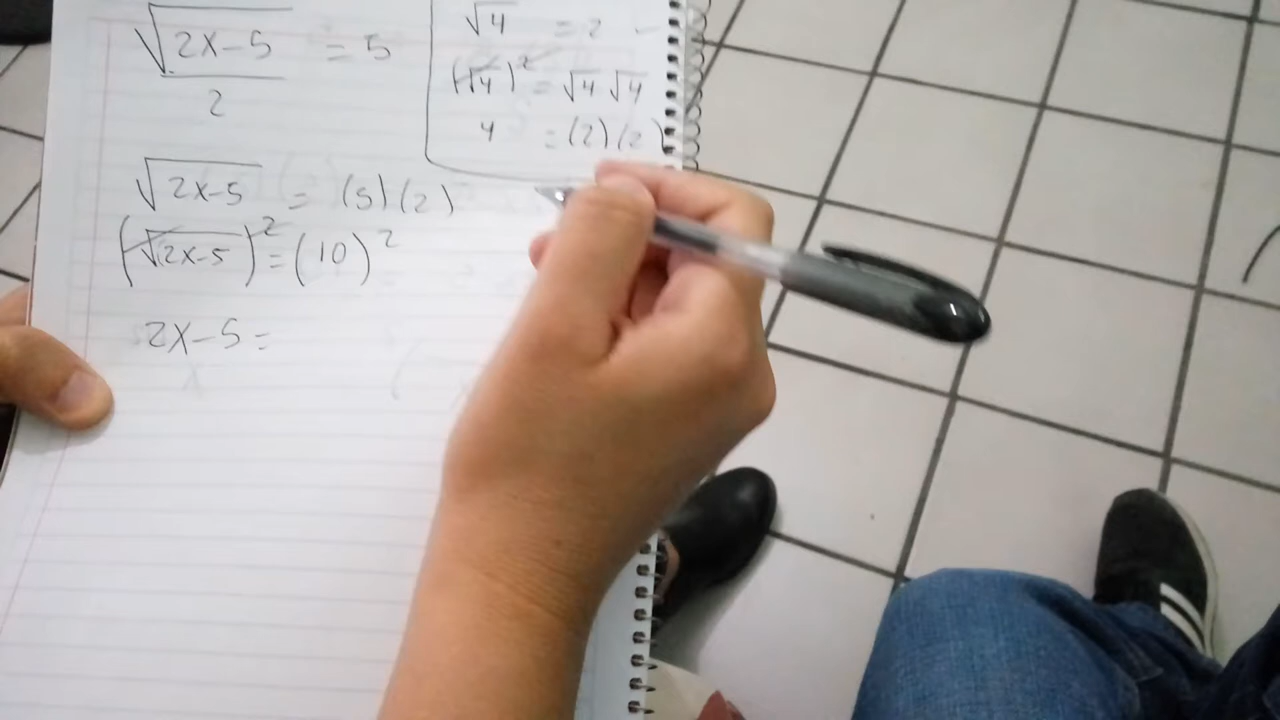 √2x-5 = 5
2
√2x-5 = (5)(2)
(√2x-5)² = (10)²
2x-5=
√4 = 2
(√4)² = √4 √4
4 = (2)(2)